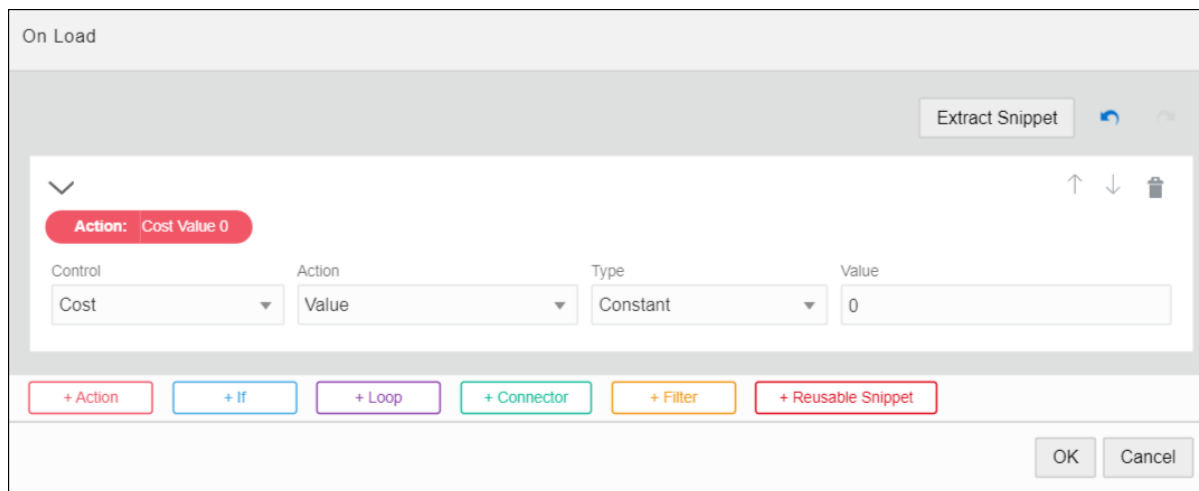 On Load
Extract Snippet
Action: Cost Value 0
Control Action Type Value
Cost Value Constant 0
+ Action + If + Loop + Connector + Filter + Reusable Snippet
OK Cancel